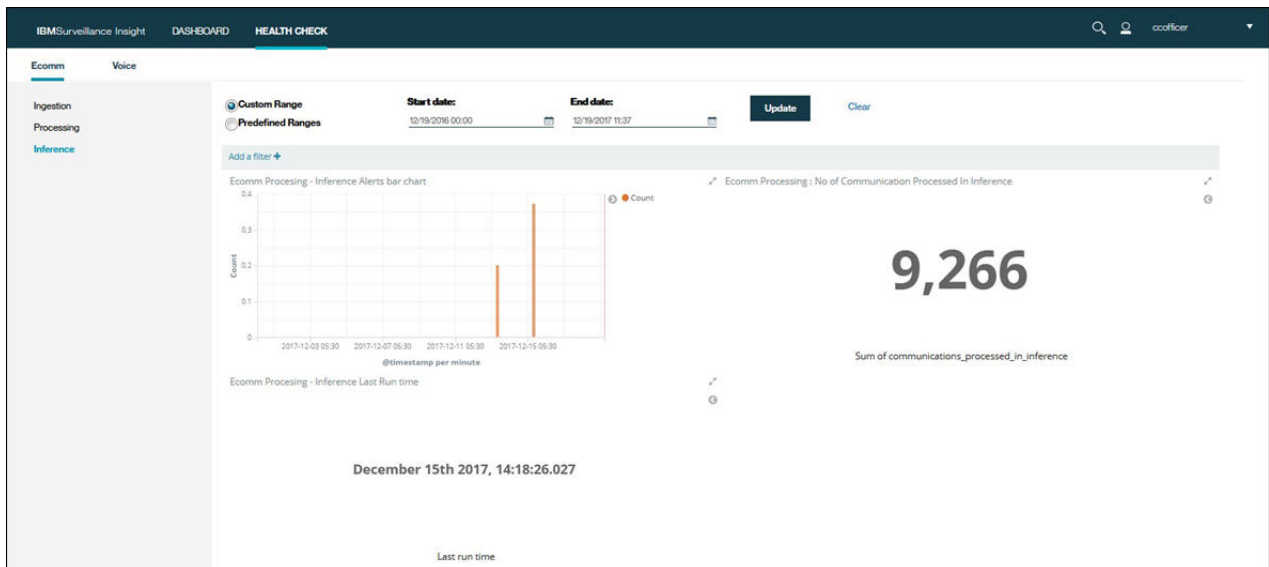 IBMSurveillance Insight DASHBOARD HEALTH CHECK ccofficer
Ecomm Voice
Ingestion
Processing
Inference
Custom Range
Predefined Ranges
Start date:
12/19/2016 00:00
End date:
12/19/2017 11:37
Update
Clear
Add a filter +
Ecomm Procesing - Inference Alerts bar chart
Count
0.4
0.3
0.2
0.1
0
Count
2017-12-03 05:30 2017-12-07 05:30 2017-12-11 05:30 2017-12-15 05:30
@timestamp per minute
Ecomm Processing : No of Communication Processed In Inference
9,266
Sum of communications_processed_in_inference
Ecomm Procesing - Inference Last Run time
December 15th 2017, 14:18:26.027
Last run time